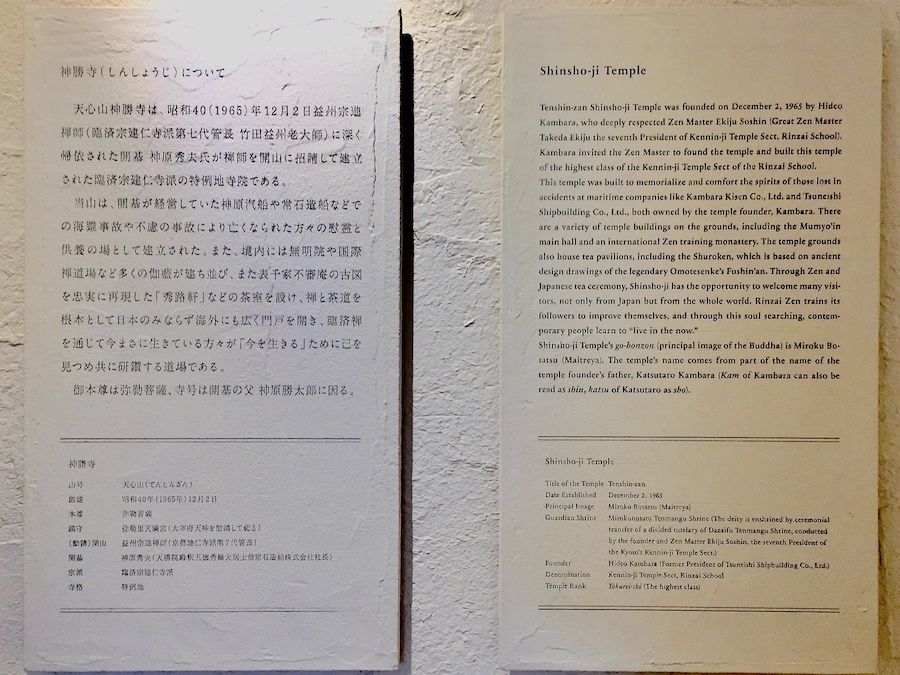 神勝寺(しんしょうじ)について
天心山神勝寺は、昭和40(1965)年12月2日益州宗進
禅師(臨済宗建仁寺派第七代管長 竹田益州老大師)に深く
帰依された開基 神原秀夫氏が禅師を開山に招請して建立
された臨済宗建仁寺派の特例地寺院である。
当山は、開基が経営していた神原汽船や常石造船などで
の海難事故や不慮の事故により亡くなられた方々の慰霊と
供養の場として建立された。また、境内には無明院や国際
禅道場など多くの伽藍が建ち並び、また表千家不審菴の古図
を忠実に再現した「秀路軒」などの茶室を設け、禅と茶道を
根本として日本のみならず海外にも広く門戸を開き、臨済禅
を通じて今まさに生きている方々が「今を生きる」ために己を
見つめ共に研鑽する道場である。
御本尊は弥勒菩薩、寺号は開基の父 神原勝太郎に因る。
神勝寺
山号 天心山(てんしんざん)
創建 昭和40年(1965年)12月2日
本尊 弥勒菩薩
鎮守 弥勒里天満宮(太宰府天神を勧請して祀る)
(勧請)開山 益州宗進禅師(京都建仁寺派第7代管長)
開基 神原秀夫(天勝院殿釈五徳秀巌大居士前常石造船株式会社社長)
宗派 臨済宗建仁寺派
寺格 特例地
Shinsho-ji Temple
Tenshin-zan Shinsho-ji Temple was founded on December 2, 1965 by Hideo
Kambara, who deeply respected Zen Master Ekiju Soshin (Great Zen Master
Takeda Ekiju the seventh President of Kennin-ji Temple Sect, Rinzai School).
Kambara invited the Zen Master to found the temple and built this temple
of the highest class of the Kennin-ji Temple Sect of the Rinzai School.
This temple was built to memorialize and comfort the spirits of those lost in
accidents at maritime companies like Kambara Kisen Co., Ltd. and Tsuneishi
Shipbuilding Co., Ltd., both owned by the temple founder, Kambara. There
are a variety of temple buildings on the grounds, including the Mumyo'in
main hall and an international Zen training monastery. The temple grounds
also house tea pavilions, including the Shuroken, which is based on ancient
design drawings of the legendary Omotesenke's Foshin'an. Through Zen and
Japanese tea ceremony, Shinsho-ji has the opportunity to welcome many visi-
tors, not only from Japan but from the whole world. Rinzai Zen trains its
followers to improve themselves, and through this soul searching, contem-
porary people learn to "live in the now."
Shinsho-ji Temple's go-honzon (principal image of the Buddha) is Miroku Bo-
satsu (Maitreya). The temple's name comes from part of the name of the
temple founder's father, Katsutaro Kambara (Kam of Kambara can also be
read as shin, katsu of Katsutaro as sho).
Shinsho-ji Temple
Title of the Temple Tenshin-zan
Date Established December 2, 1965
Principal Image Miroku Bosatsu (Maitreya)
Guardian Shrine Mirokunosato Tenmangu Shrine (The deity is enshrined by ceremonial
transfer of a divided tutelary of Dazaifu Tenmangu Shrine, conducted
by the founder and Zen Master Ekiju Soshin, the seventh President of
the Kyoto's Kennin-ji Temple Sect.)
Founder Hideo Kambara (Former President of Tsuneishi Shipbuilding Co., Ltd.)
Denomination Kennin-ji Temple Sect, Rinzai School
Temple Rank Tokurei-chi (The highest class)